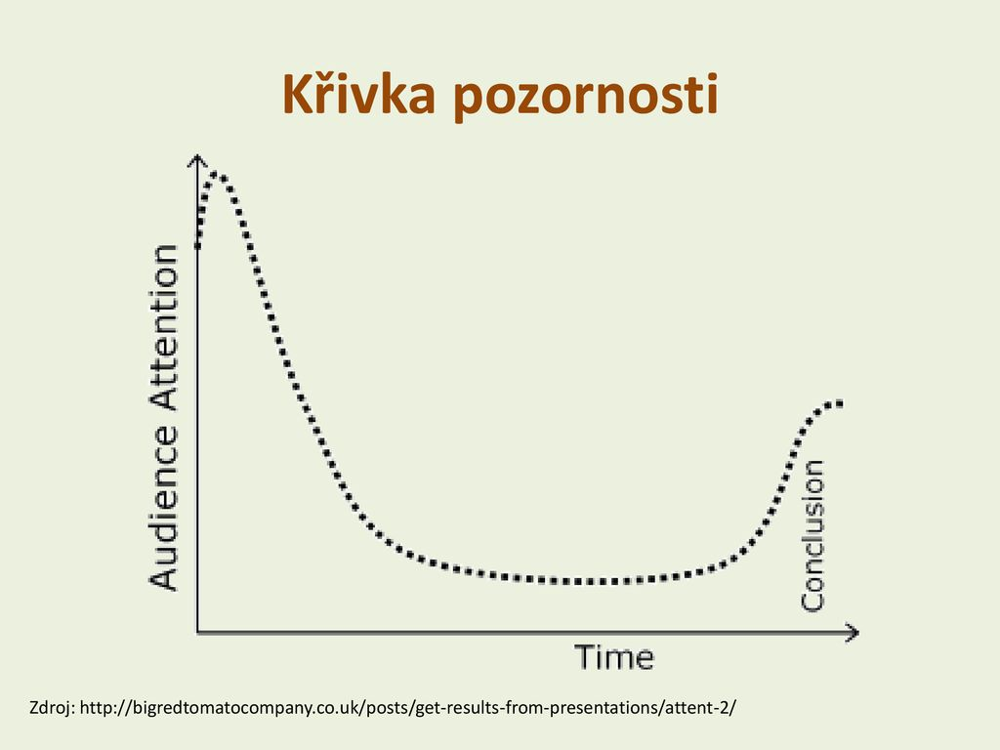 Křivka pozornosti
Audience Attention
Conclusion
Time
Zdroj: http://bigredtomatocompany.co.uk/posts/get-results-from-presentations/attent-2/